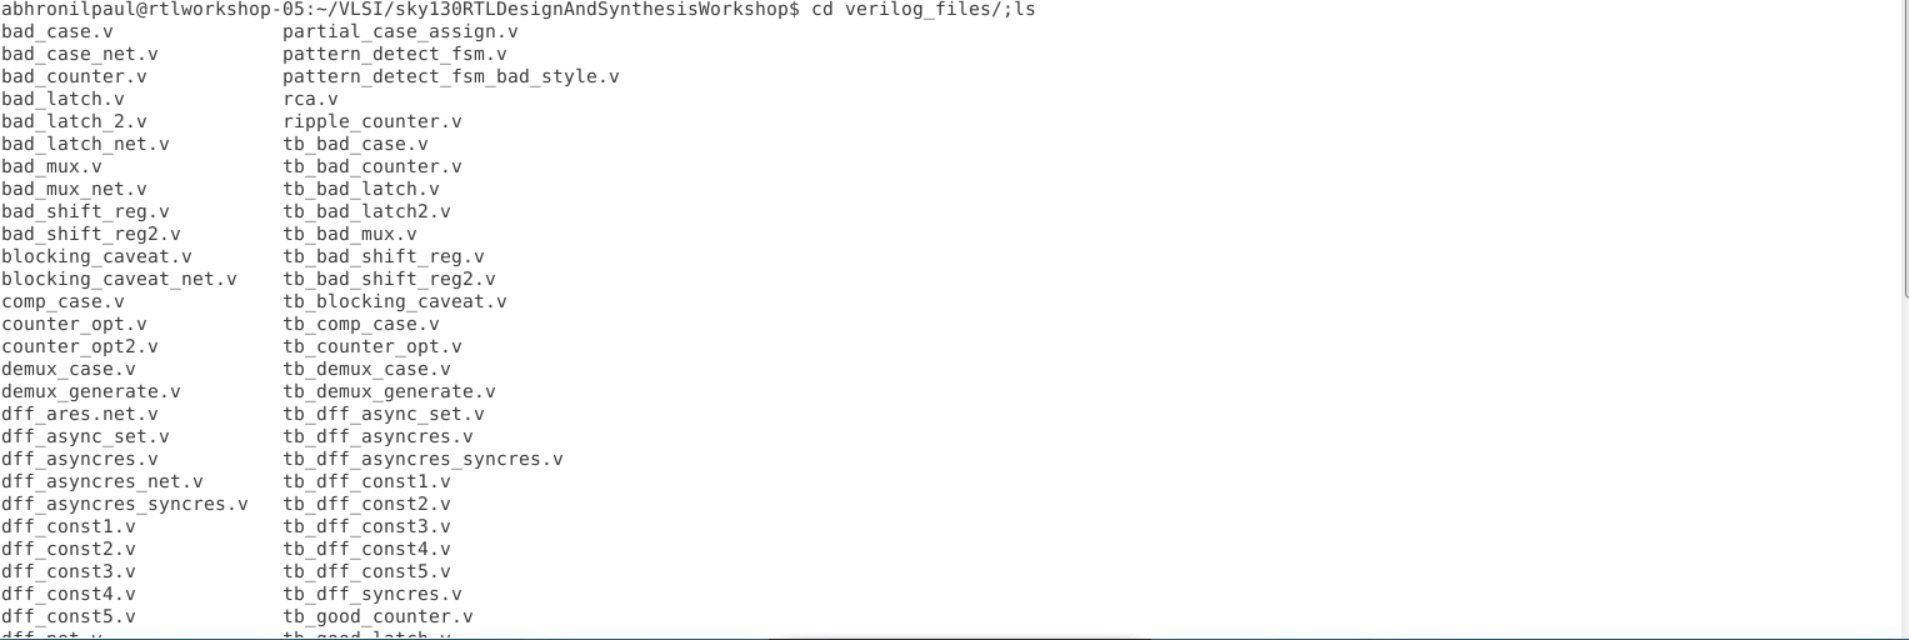 abhronilpaul@rtlworkshop-05:~/VLSI/sky130RTLDesignAndSynthesisWorkshop$ cd verilog_files/;ls
bad_case.v partial_case_assign.v
bad_case_net.v pattern_detect_fsm.v
bad_counter.v pattern_detect_fsm_bad_style.v
bad_latch.v rca.v
bad_latch_2.v ripple_counter.v
bad_latch_net.v tb_bad_case.v
bad_mux.v tb_bad_counter.v
bad_mux_net.v tb_bad_latch.v
bad_shift_reg.v tb_bad_latch2.v
bad_shift_reg2.v tb_bad_mux.v
blocking_caveat.v tb_bad_shift_reg.v
blocking_caveat_net.v tb_bad_shift_reg2.v
comp_case.v tb_blocking_caveat.v
counter_opt.v tb_comp_case.v
counter_opt2.v tb_counter_opt.v
demux_case.v tb_demux_case.v
demux_generate.v tb_demux_generate.v
dff_ares.net.v tb_dff_async_set.v
dff_async_set.v tb_dff_asyncres.v
dff_asyncres.v tb_dff_asyncres_syncres.v
dff_asyncres_net.v tb_dff_const1.v
dff_asyncres_syncres.v tb_dff_const2.v
dff_const1.v tb_dff_const3.v
dff_const2.v tb_dff_const4.v
dff_const3.v tb_dff_const5.v
dff_const4.v tb_dff_syncres.v
dff_const5.v tb_good_counter.v
dff_net.v tb_good_latch.v